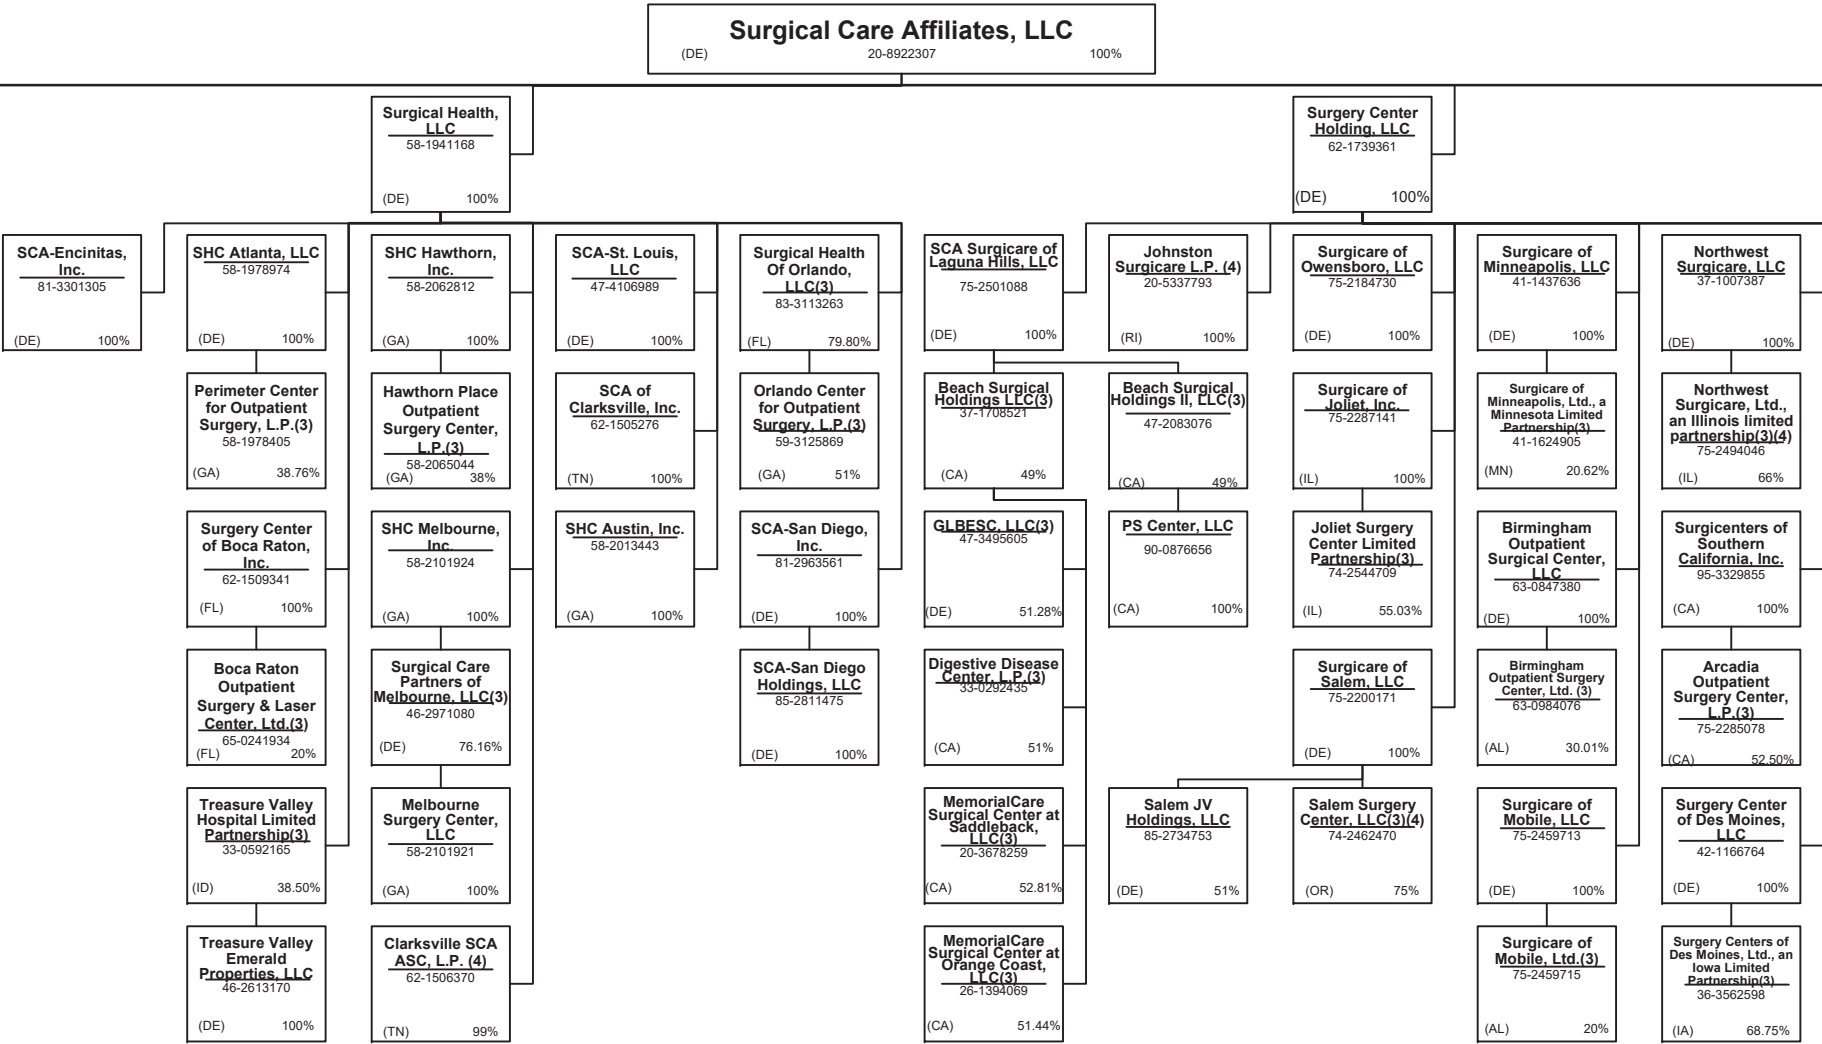 Surgical Care Affiliates, LLC
(DE) 20-8922307 100%
Surgical Health,
LLC
58-1941168
(DE) 100%
Surgery Center
Holding, LLC
62-1739361
(DE) 100%
SCA-Encinitas,
Inc.
81-3301305
(DE) 100%
SHC Atlanta, LLC
58-1978974
(DE) 100%
SHC Hawthorn,
Inc.
58-2062812
(GA) 100%
SCA-St. Louis,
LLC
47-4106989
(DE) 100%
Surgical Health
Of Orlando,
LLC(3)
83-3113263
(FL) 79.80%
SCA Surgicare of
Laguna Hills, LLC
75-2501088
(DE) 100%
Johnston
Surgicare L.P. (4)
20-5337793
(RI) 100%
Surgicare of
Owensboro, LLC
75-2184730
(DE) 100%
Surgicare of
Minneapolis, LLC
41-1437636
(DE) 100%
Northwest
Surgicare, LLC
37-1007387
(DE) 100%
Perimeter Center
for Outpatient
Surgery, L.P.(3)
58-1978405
(GA) 38.76%
Hawthorn Place
Outpatient
Surgery Center,
L.P.(3)
58-2065044
(GA) 38%
SCA of
Clarksville, Inc.
62-1505276
(TN) 100%
Orlando Center
for Outpatient
Surgery, L.P.(3)
59-3125869
(GA) 51%
Beach Surgical
Holdings LLC(3)
37-1708521
(CA) 49%
Beach Surgical
Holdings II, LLC(3)
47-2083076
(CA) 49%
Surgicare of
Joliet, Inc.
75-2287141
(IL) 100%
Surgicare of
Minneapolis, Ltd., a
Minnesota Limited
Partnership(3)
41-1624905
(MN) 20.62%
Northwest
Surgicare, Ltd.,
an Illinois limited
partnership(3)(4)
75-2494046
(IL) 66%
Surgery Center
of Boca Raton,
Inc.
62-1509341
(FL) 100%
SHC Melbourne,
Inc.
58-2101924
(GA) 100%
SHC Austin, Inc.
58-2013443
(GA) 100%
SCA-San Diego,
Inc.
81-2963561
(DE) 100%
GLBESC, LLC(3)
47-3495605
(DE) 51.28%
PS Center, LLC
90-0876656
(CA) 100%
Joliet Surgery
Center Limited
Partnership(3)
74-2544709
(IL) 55.03%
Birmingham
Outpatient
Surgical Center,
LLC
63-0847380
(DE) 100%
Surgicenters of
Southern
California, Inc.
95-3329855
(CA) 100%
Boca Raton
Outpatient
Surgery & Laser
Center, Ltd.(3)
65-0241934
(FL) 20%
Surgical Care
Partners of
Melbourne, LLC(3)
46-2971080
(DE) 76.16%
SCA-San Diego
Holdings, LLC
85-2811475
(DE) 100%
Digestive Disease
Center, L.P.(3)
33-0292435
(CA) 51%
Surgicare of
Salem, LLC
75-2200171
(DE) 100%
Birmingham
Outpatient Surgery
Center, Ltd. (3)
63-0984076
(AL) 30.01%
Arcadia
Outpatient
Surgery Center,
L.P.(3)
75-2285078
(CA) 52.50%
Treasure Valley
Hospital Limited
Partnership(3)
33-0592165
(ID) 38.50%
Melbourne
Surgery Center,
LLC
58-2101921
(GA) 100%
MemorialCare
Surgical Center at
Saddleback,
LLC(3)
20-3678259
(CA) 52.81%
Salem JV
Holdings, LLC
85-2734753
(DE) 51%
Salem Surgery
Center, LLC(3)(4)
74-2462470
(OR) 75%
Surgicare of
Mobile, LLC
75-2459713
(DE) 100%
Surgery Center
of Des Moines,
LLC
42-1166764
(DE) 100%
Treasure Valley
Emerald
Properties, LLC
46-2613170
(DE) 100%
Clarksville SCA
ASC, L.P. (4)
62-1506370
(TN) 99%
MemorialCare
Surgical Center at
Orange Coast,
LLC(3)
26-1394069
(CA) 51.44%
Surgicare of
Mobile, Ltd.(3)
75-2459715
(AL) 20%
Surgery Centers of
Des Moines, Ltd., an
Iowa Limited
Partnership(3)
36-3562598
(IA) 68.75%